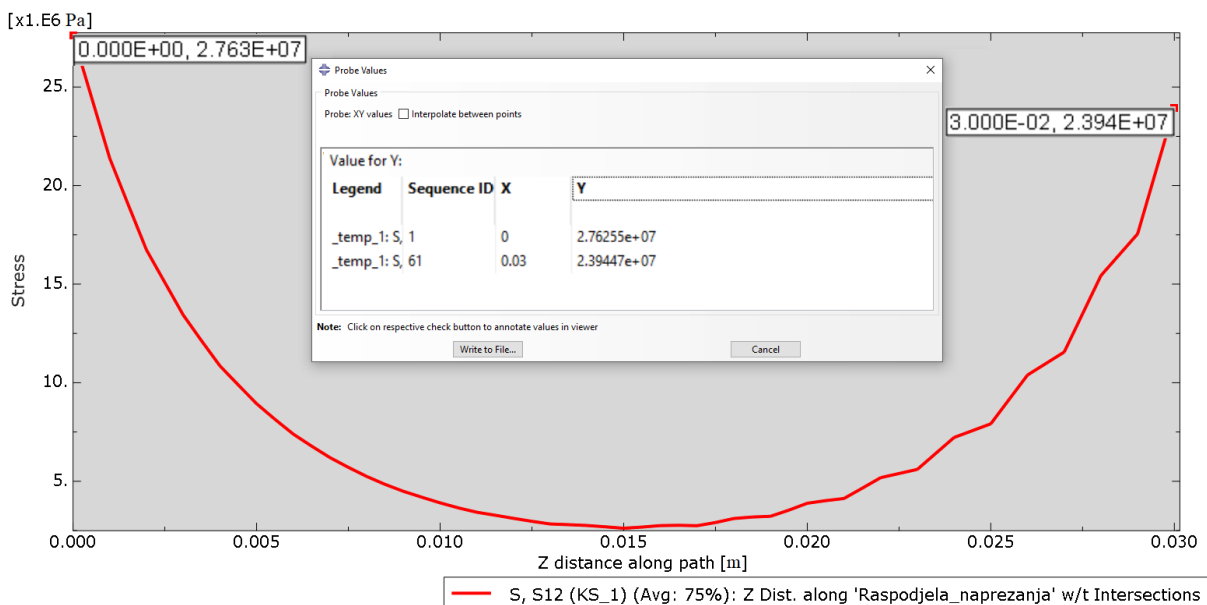 [x1.E6 Pa]
0.000E+00, 2.763E+07
25.
20.
15.
10.
5.
Stress
3.000E-02, 2.394E+07
Probe Values
Probe Values
Probe: XY values Interpolate between points
Value for Y:
Legend Sequence ID X Y
_temp_1: S, 1 0 2.76255e+07
_temp_1: S, 61 0.03 2.39447e+07
Note: Click on respective check button to annotate values in viewer
Write to File... Cancel
0.000 0.005 0.010 0.015 0.020 0.025 0.030
Z distance along path [m]
S, S12 (KS_1) (Avg: 75%): Z Dist. along 'Raspodjela_naprezanja' w/t Intersections